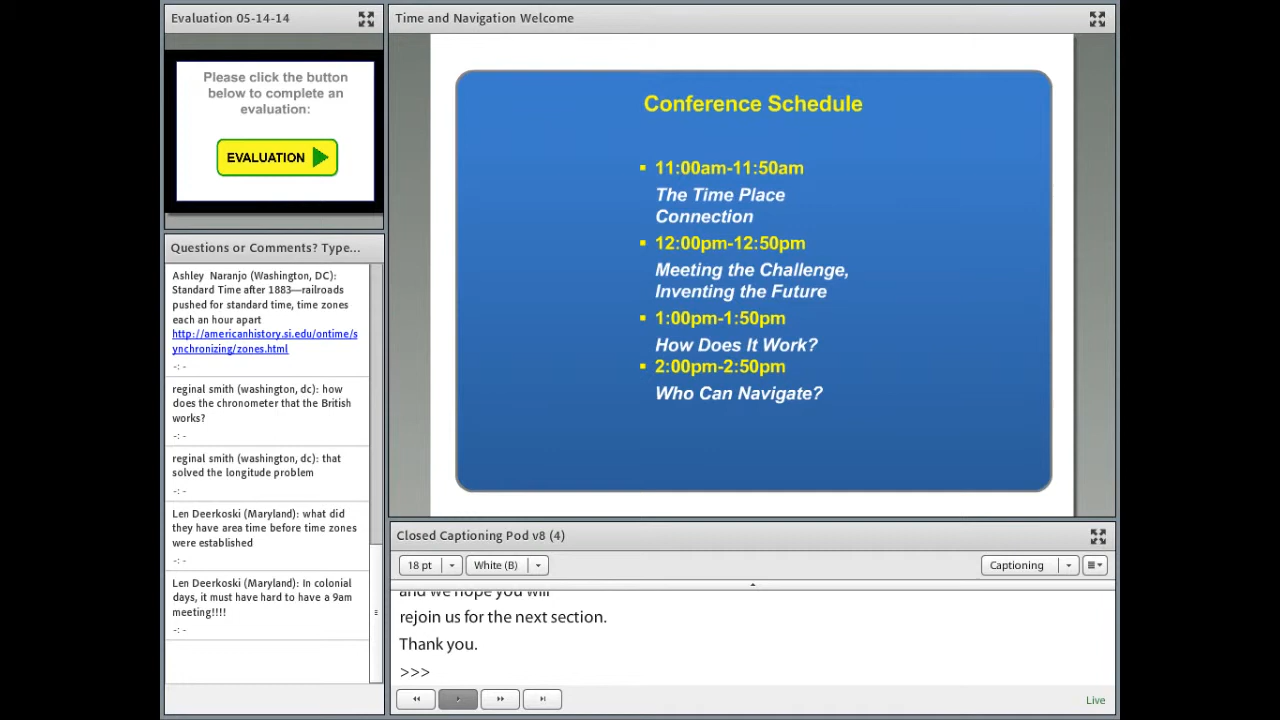 Evaluation 05-14-14
Please click the button
below to complete an
evaluation:
EVALUATION
Questions or Comments? Type...
Ashley Naranjo (Washington, DC):
Standard Time after 1883—railroads
pushed for standard time, time zones
each an hour apart
http://americanhistory.si.edu/ontime/s
ynchronizing/zones.html
-: -
reginal smith (washington, dc): how
does the chronometer that the British
works?
-: -
reginal smith (washington, dc): that
solved the longitude problem
-: -
Len Deerkoski (Maryland): what did
they have area time before time zones
were established
-: -
Len Deerkoski (Maryland): In colonial
days, it must have hard to have a 9am
meeting!!!!
-: -
Time and Navigation Welcome
Conference Schedule
▪ 11:00am-11:50am
The Time Place
Connection
▪ 12:00pm-12:50pm
Meeting the Challenge,
Inventing the Future
▪ 1:00pm-1:50pm
How Does It Work?
▪ 2:00pm-2:50pm
Who Can Navigate?
Closed Captioning Pod v8 (4)
18 pt
White (B)
Captioning
and we hope you will
rejoin us for the next section.
Thank you.
>>>
Live